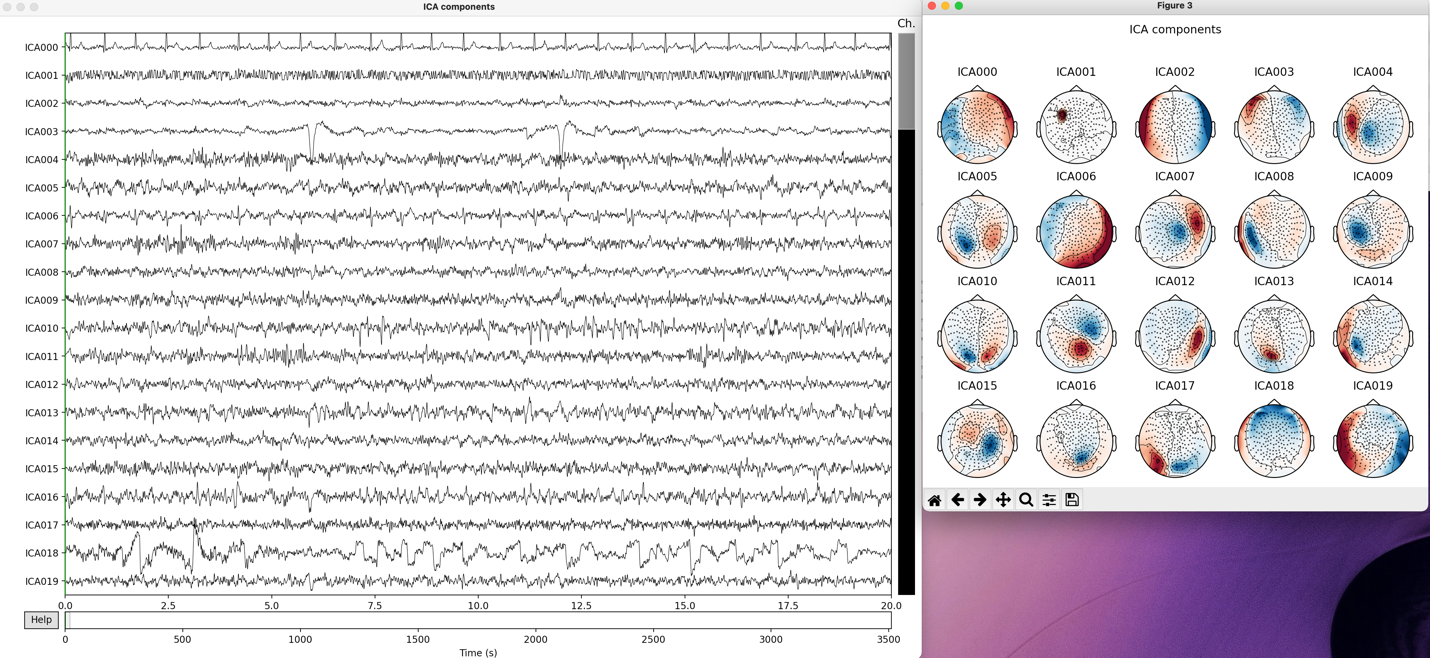 ICA components
Ch.
ICA000
ICA001
ICA002
ICA003
ICA004
ICA005
ICA006
ICA007
ICA008
ICA009
ICA010
ICA011
ICA012
ICA013
ICA014
ICA015
ICA016
ICA017
ICA018
ICA019
0.0 2.5 5.0 7.5 10.0 12.5 15.0 17.5 20.0
Help
0 500 1000 1500 2000 2500 3000 3500
Time (s)
Figure 3
ICA components
ICA000 ICA001 ICA002 ICA003 ICA004
ICA005 ICA006 ICA007 ICA008 ICA009
ICA010 ICA011 ICA012 ICA013 ICA014
ICA015 ICA016 ICA017 ICA018 ICA019